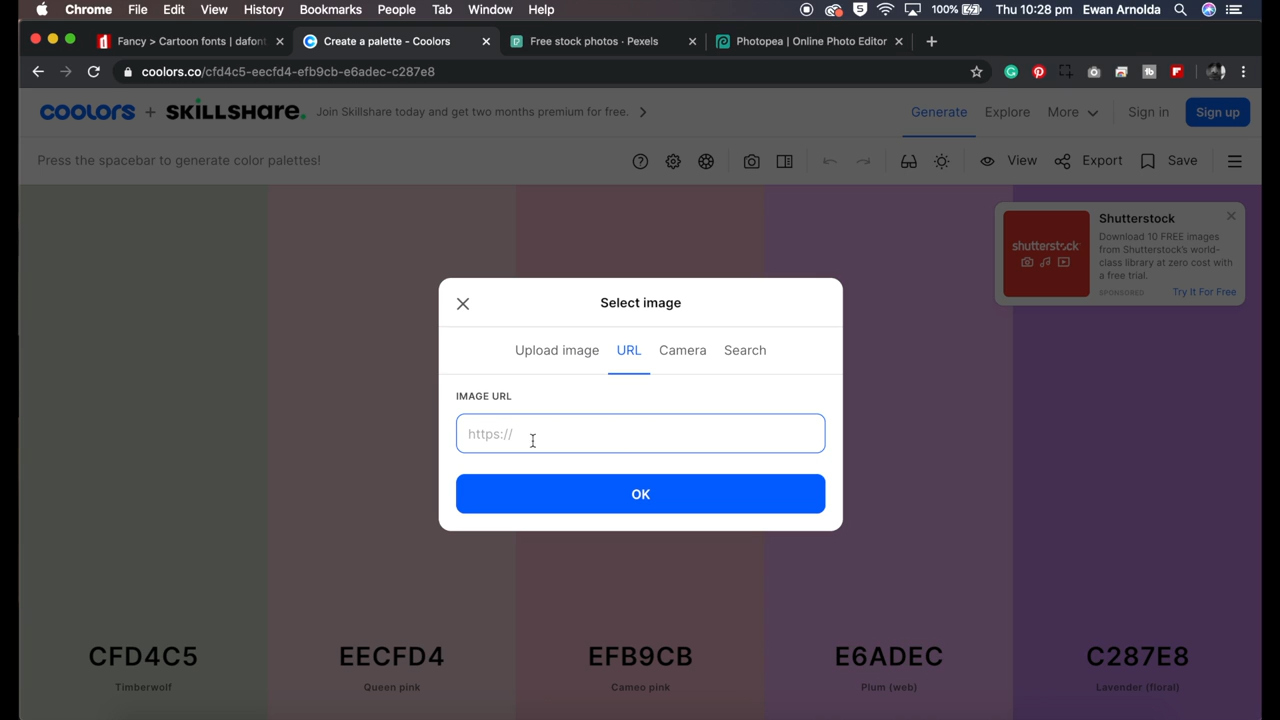 Chrome File Edit View History Bookmarks People Tab Window Help 100% Thu 10:28 pm Ewan Arnolda
Fancy > Cartoon fonts | dafont Create a palette - Coolors Free stock photos · Pexels Photopea | Online Photo Editor
coolors.co/cfd4c5-eecfd4-efb9cb-e6adec-c287e8
coolors + SKILLSHARE. Join Skillshare today and get two months premium for free. Generate Explore More Sign in Sign up
Press the spacebar to generate color palettes! View Export Save
Shutterstock
Download 10 FREE images
from Shutterstock's world-
class library at zero cost with
a free trial.
SPONSORED Try It For Free
shutterstock
Select image
Upload image URL Camera Search
IMAGE URL
https://
OK
CFD4C5 EECFD4 EFB9CB E6ADEC C287E8
Timberwolf Queen pink Cameo pink Plum (web) Lavender (floral)